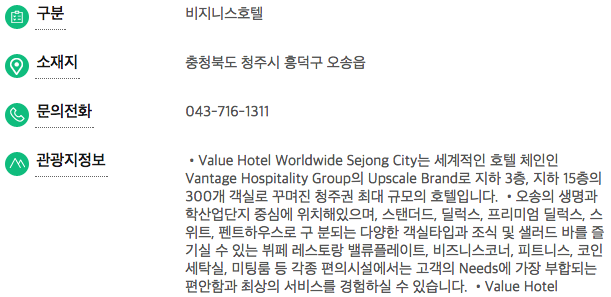 구분 비지니스호텔
소재지 충청북도 청주시 흥덕구 오송읍
문의전화 043-716-1311
관광지정보 • Value Hotel Worldwide Sejong City는 세계적인 호텔 체인인
Vantage Hospitality Group의 Upscale Brand로 지하 3층, 지하 15층의
300개 객실로 꾸며진 청주권 최대 규모의 호텔입니다. • 오송의 생명과
학산업단지 중심에 위치해있으며, 스탠더드, 딜럭스, 프리미엄 딜럭스, 스
위트, 펜트하우스로 구 분되는 다양한 객실타입과 조식 및 샐러드 바를 즐
기실 수 있는 뷔페 레스토랑 밸류플레이트, 비즈니스코너, 피트니스, 코인
세탁실, 미팅룸 등 각종 편의시설에서는 고객의 Needs에 가장 부합되는
편안함과 최상의 서비스를 경험하실 수 있습니다. • Value Hotel